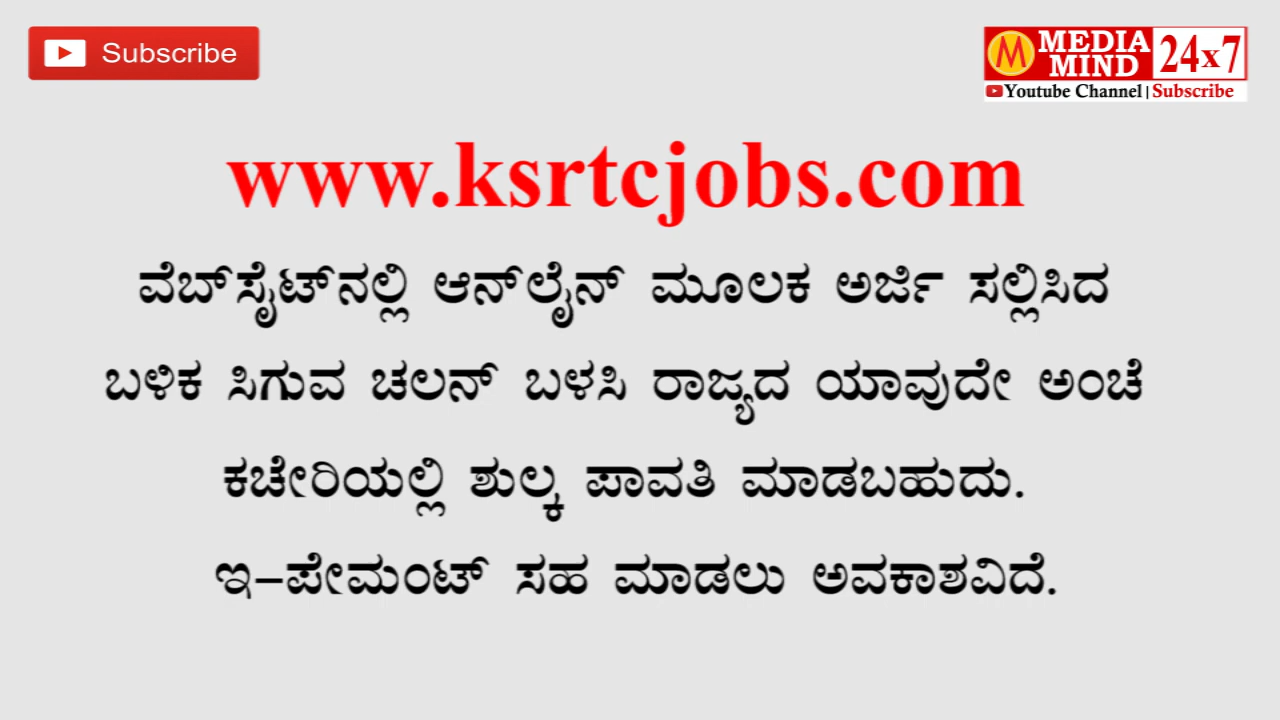 Subscribe
MEDIA MIND 24x7
Youtube Channel | Subscribe
www.ksrtcjobs.com
ವೆಬ್‌ಸೈಟ್‌ನಲ್ಲಿ ಆನ್‌ಲೈನ್ ಮೂಲಕ ಅರ್ಜಿ ಸಲ್ಲಿಸಿದ
ಬಳಿಕ ಸಿಗುವ ಚಲನ್ ಬಳಸಿ ರಾಜ್ಯದ ಯಾವುದೇ ಅಂಚೆ
ಕಚೇರಿಯಲ್ಲಿ ಶುಲ್ಕ ಪಾವತಿ ಮಾಡಬಹುದು.
ಇ-ಪೇಮಂಟ್ ಸಹ ಮಾಡಲು ಅವಕಾಶವಿದೆ.